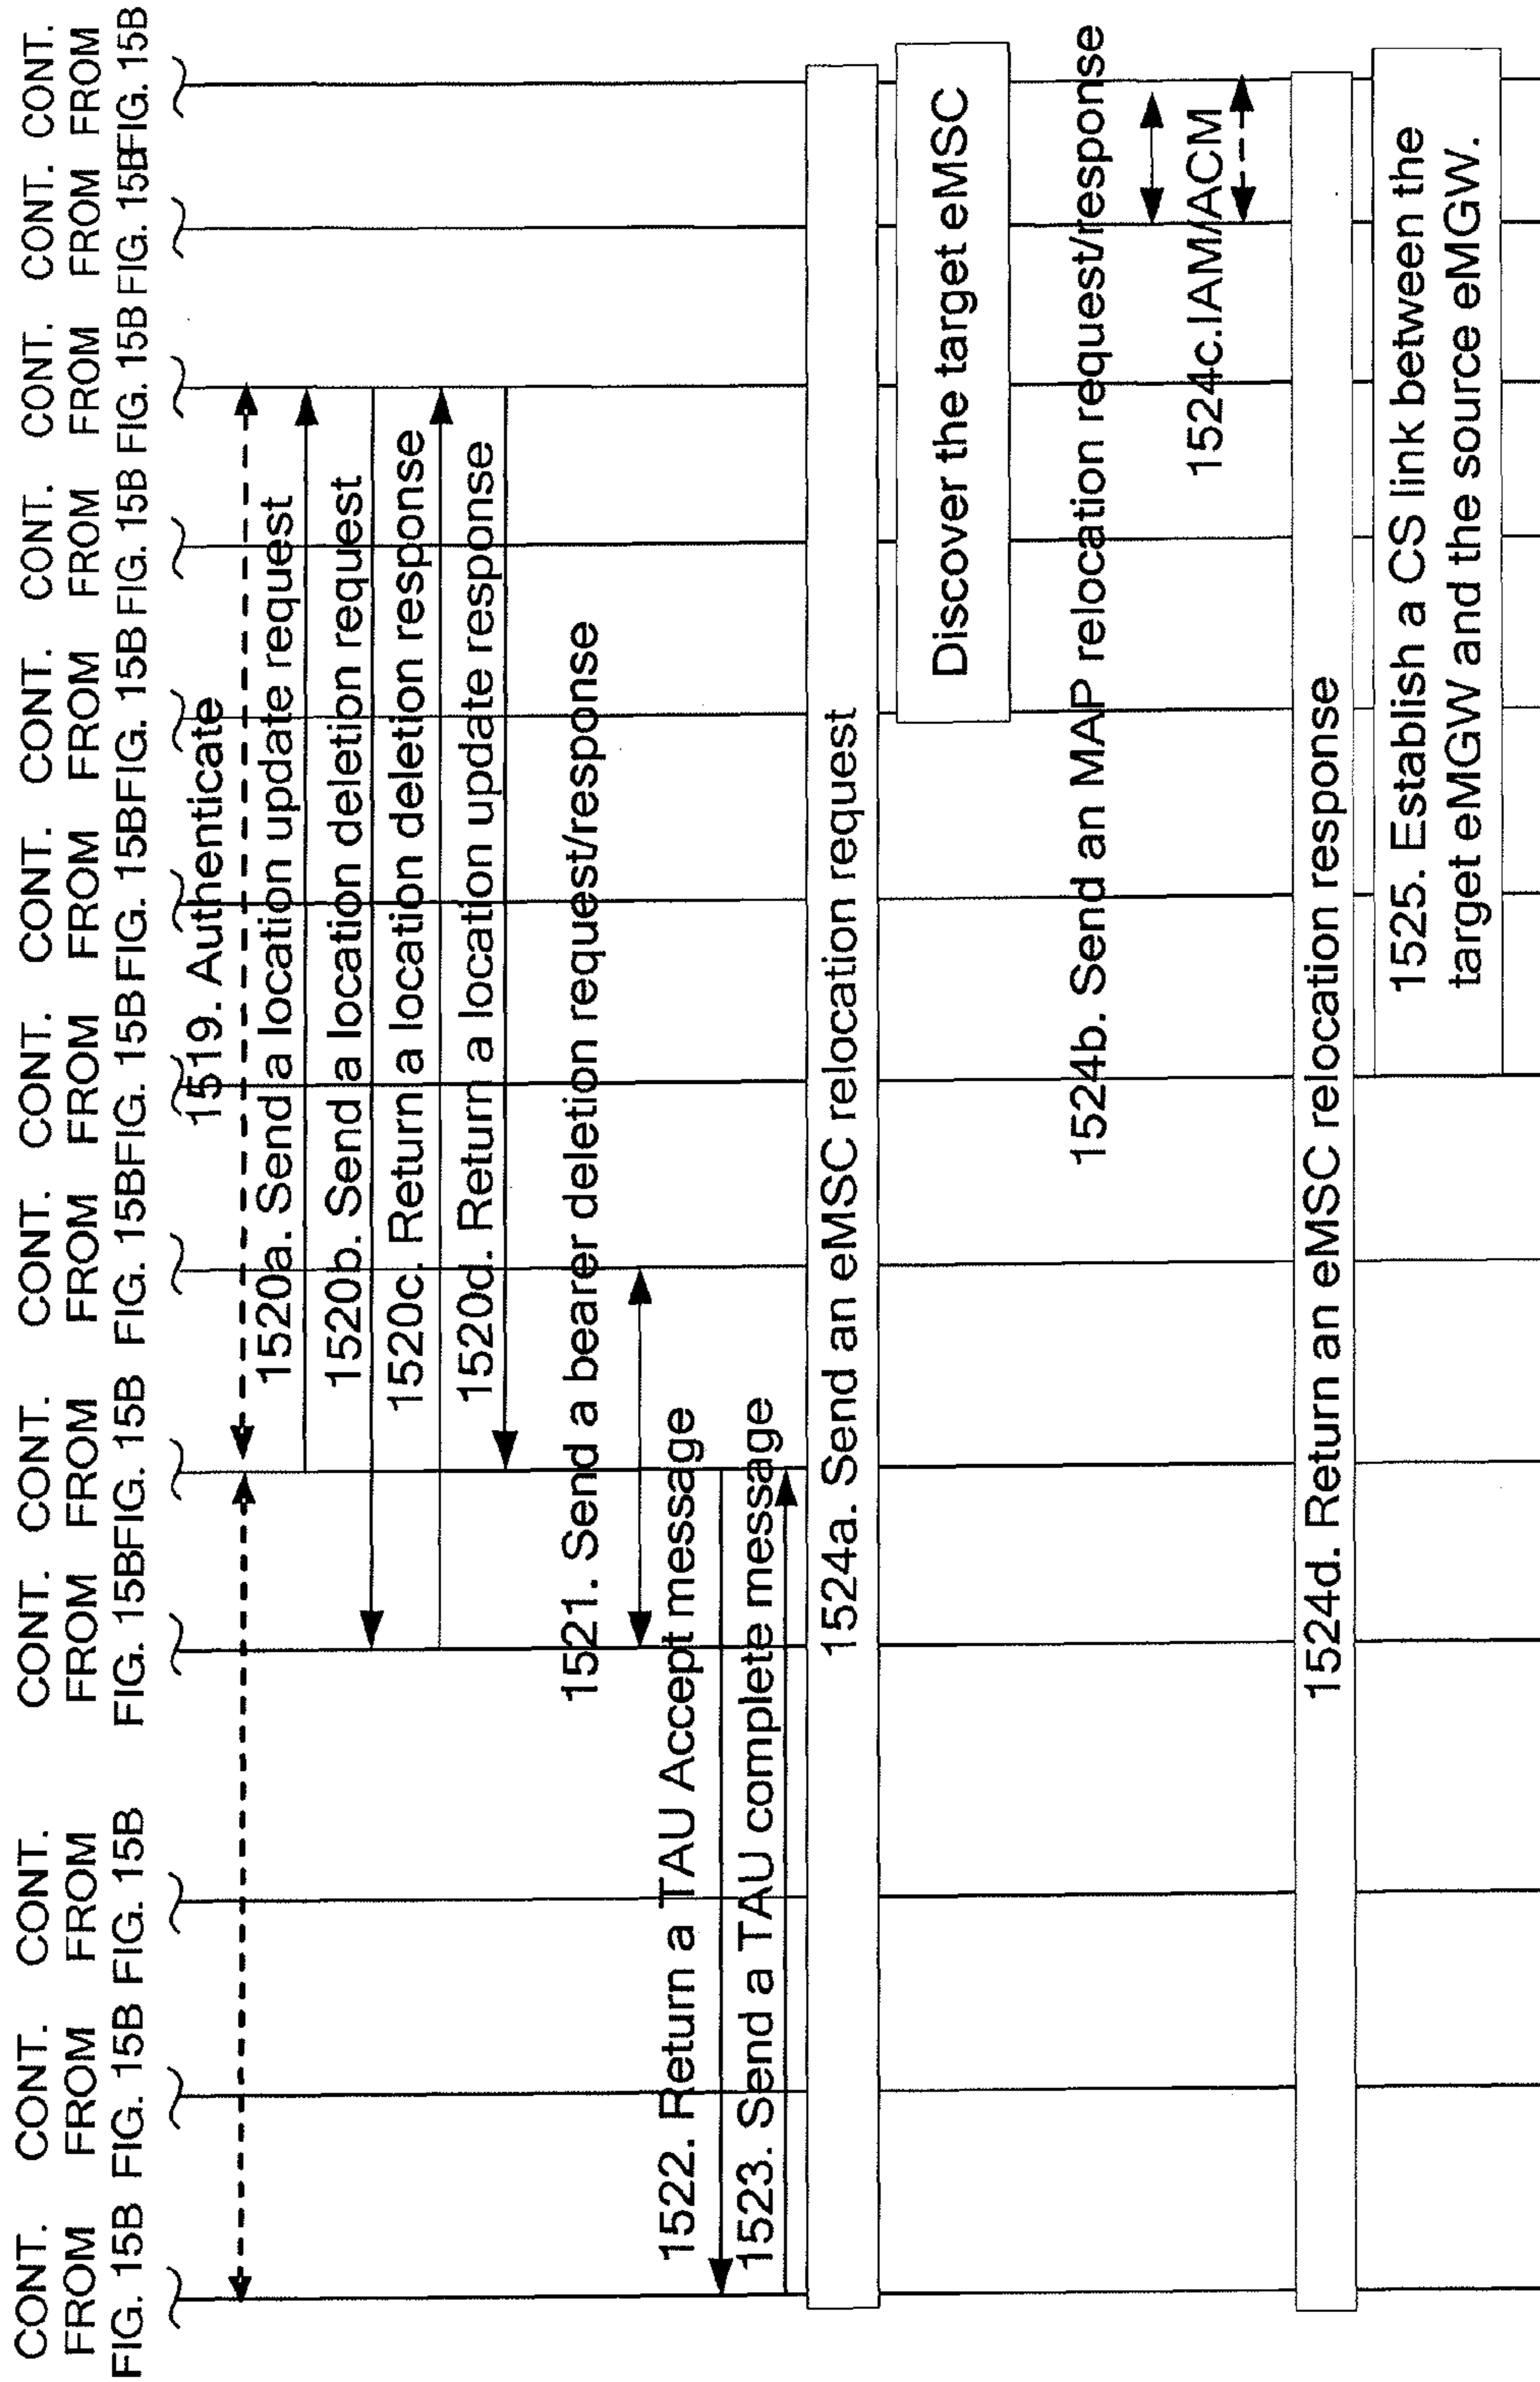 CONT. CONT. CONT. CONT. CONT. CONT. CONT. CONT. CONT. CONT. CONT. CONT. CONT.
FROM FROM FROM FROM FROM FROM FROM FROM FROM FROM FROM FROM FROM
FIG. 15B FIG. 15B FIG. 15B FIG. 15B FIG. 15B FIG. 15B FIG. 15B FIG. 15B FIG. 15B FIG. 15B FIG. 15B FIG. 15B FIG. 15B
1519. Authenticate
1520a. Send a location update request
1520b. Send a location deletion request
1520c. Return a location deletion response
1520d. Return a location update response
1521. Send a bearer deletion request/response
1522. Return a TAU Accept message
1523. Send a TAU complete message
1524a. Send an eMSC relocation request
Discover the target eMSC
1524b. Send an MAP relocation request/response
1524c.IAM/ACM
1524d. Return an eMSC relocation response
1525. Establish a CS link between the
target eMGW and the source eMGW.